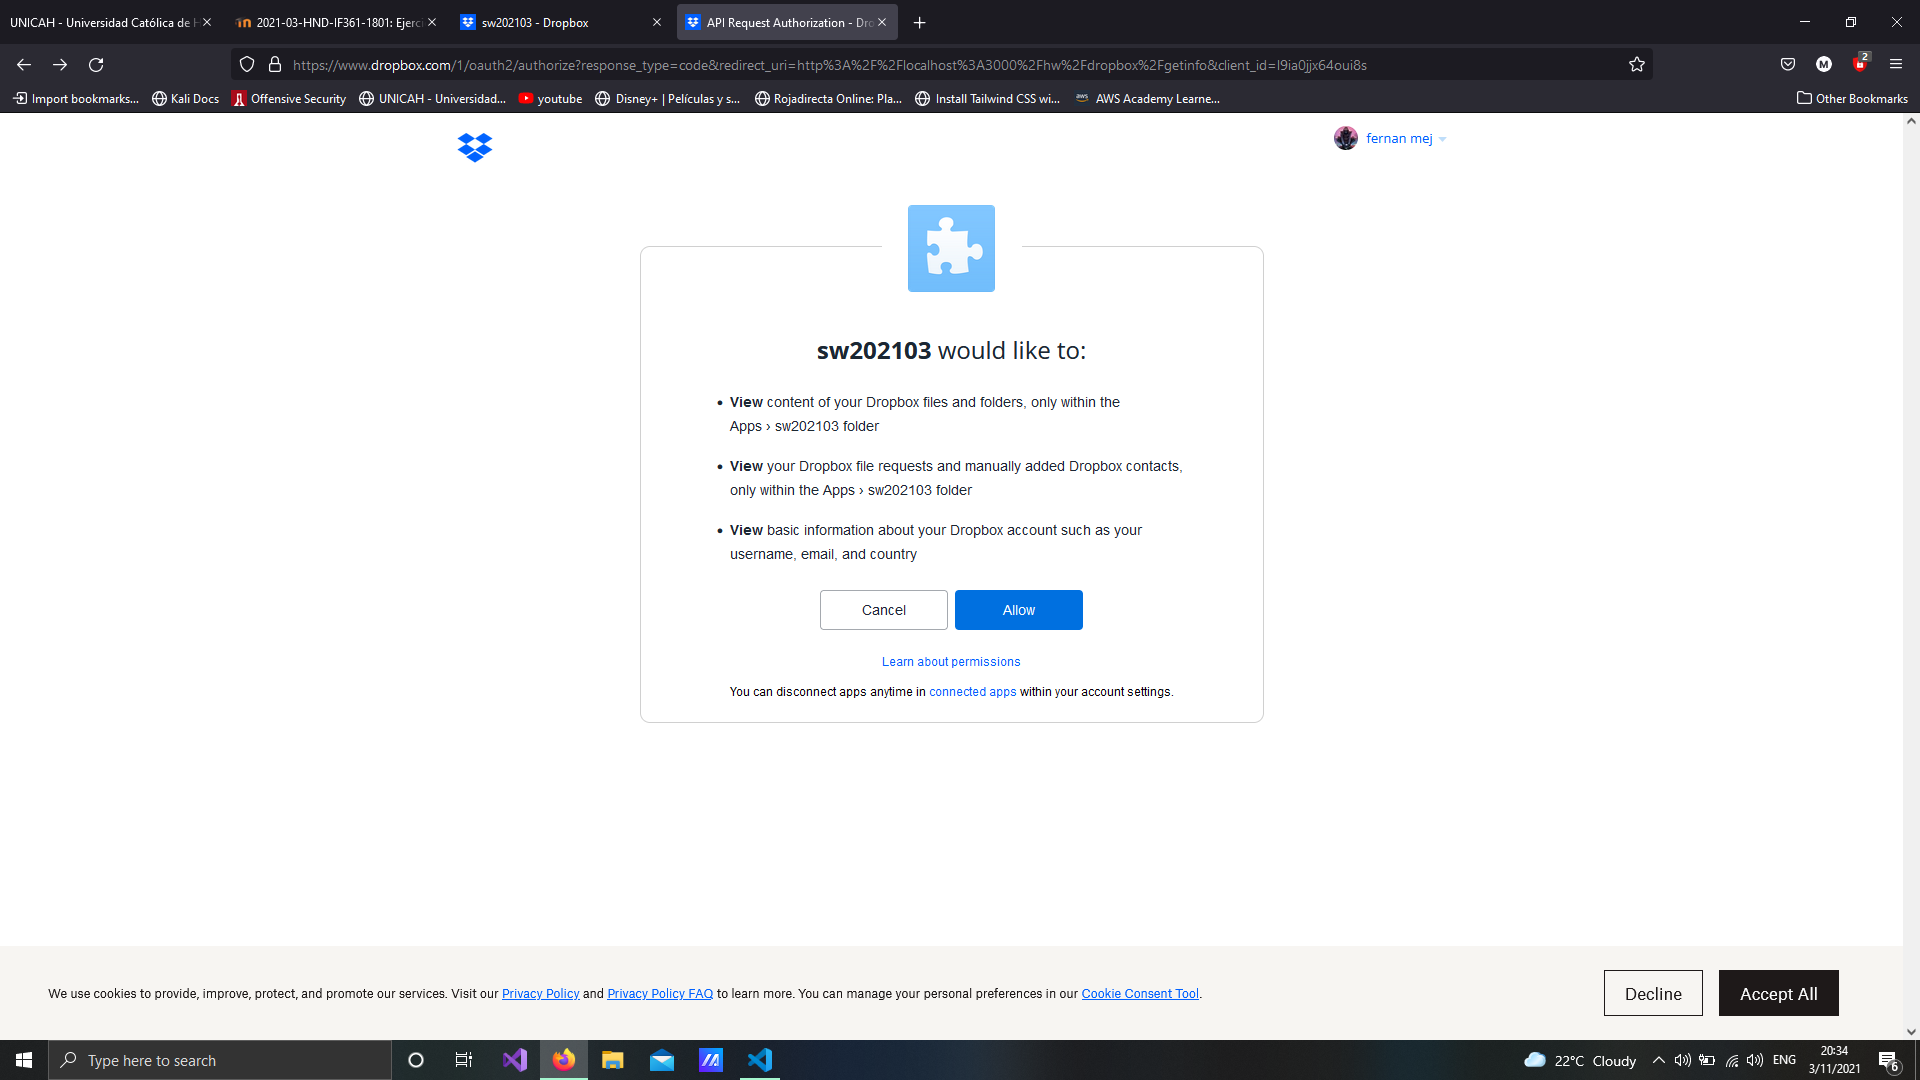 UNICAH - Universidad Católica de H
2021-03-HND-IF361-1801: Ejerci
sw202103 - Dropbox
API Request Authorization - Dro
https://www.dropbox.com/1/oauth2/authorize?response_type=code&redirect_uri=http%3A%2F%2Flocalhost%3A3000%2Fhw%2Fdropbox%2Fgetinfo&client_id=l9ia0jjx64oui8s
M
2
Import bookmarks...
Kali Docs
Offensive Security
UNICAH - Universidad...
youtube
Disney+ | Películas y s...
Rojadirecta Online: Pla...
Install Tailwind CSS wi...
aws
AWS Academy Learne...
Other Bookmarks
fernan mej
sw202103 would like to:
• View content of your Dropbox files and folders, only within the
Apps › sw202103 folder
• View your Dropbox file requests and manually added Dropbox contacts,
only within the Apps › sw202103 folder
• View basic information about your Dropbox account such as your
username, email, and country
Cancel
Allow
Learn about permissions
You can disconnect apps anytime in connected apps within your account settings.
We use cookies to provide, improve, protect, and promote our services. Visit our Privacy Policy and Privacy Policy FAQ to learn more. You can manage your personal preferences in our Cookie Consent Tool.
Decline
Accept All
Type here to search
22°C Cloudy
ENG
20:34
3/11/2021
6